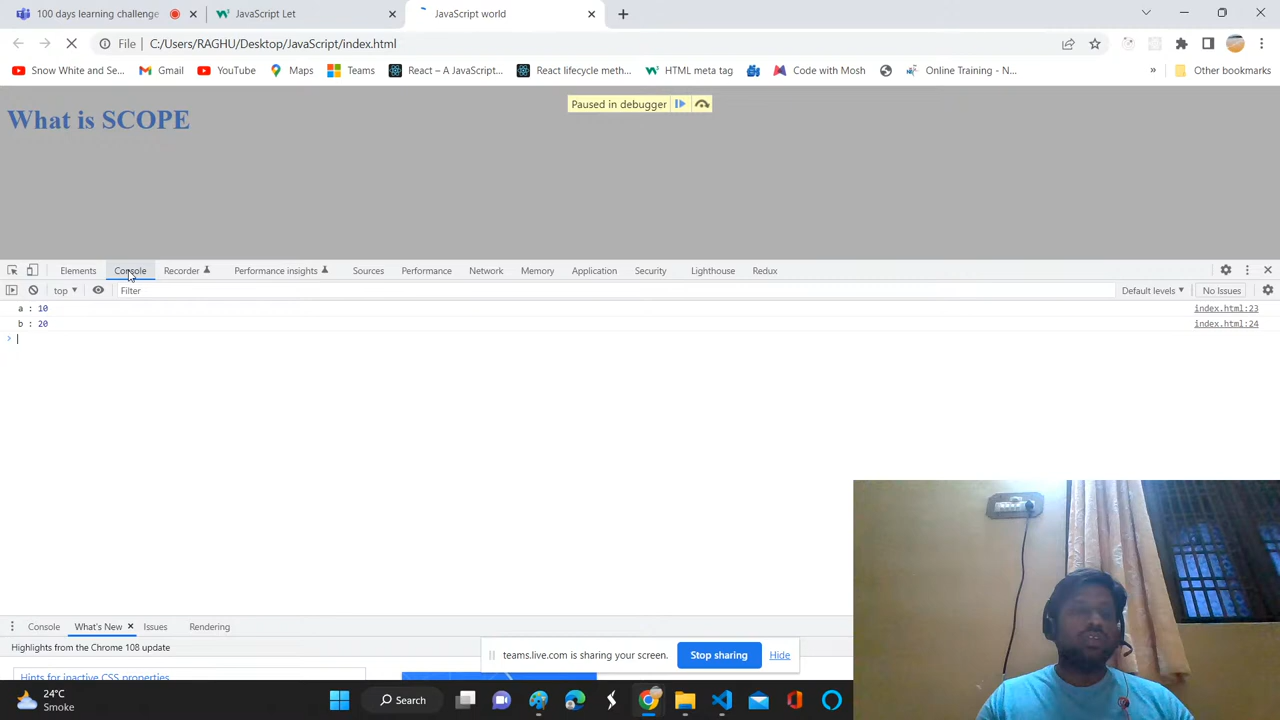 100 days learning challenge
JavaScript Let
JavaScript world
File C:/Users/RAGHU/Desktop/JavaScript/index.html
Snow White and Se...
Gmail
YouTube
Maps
Teams
React – A JavaScript...
React lifecycle meth...
HTML meta tag
Code with Mosh
Online Training - N...
»
Other bookmarks
Paused in debugger
What is SCOPE
Elements
Console
Recorder
Performance insights
Sources
Performance
Network
Memory
Application
Security
Lighthouse
Redux
top
Filter
Default levels
No Issues
a : 10
index.html:23
b : 20
index.html:24
>
Console
What's New
Issues
Rendering
Highlights from the Chrome 108 update
teams.live.com is sharing your screen.
Stop sharing
Hide
Hints for inactive CSS properties
24°C
Smoke
Search